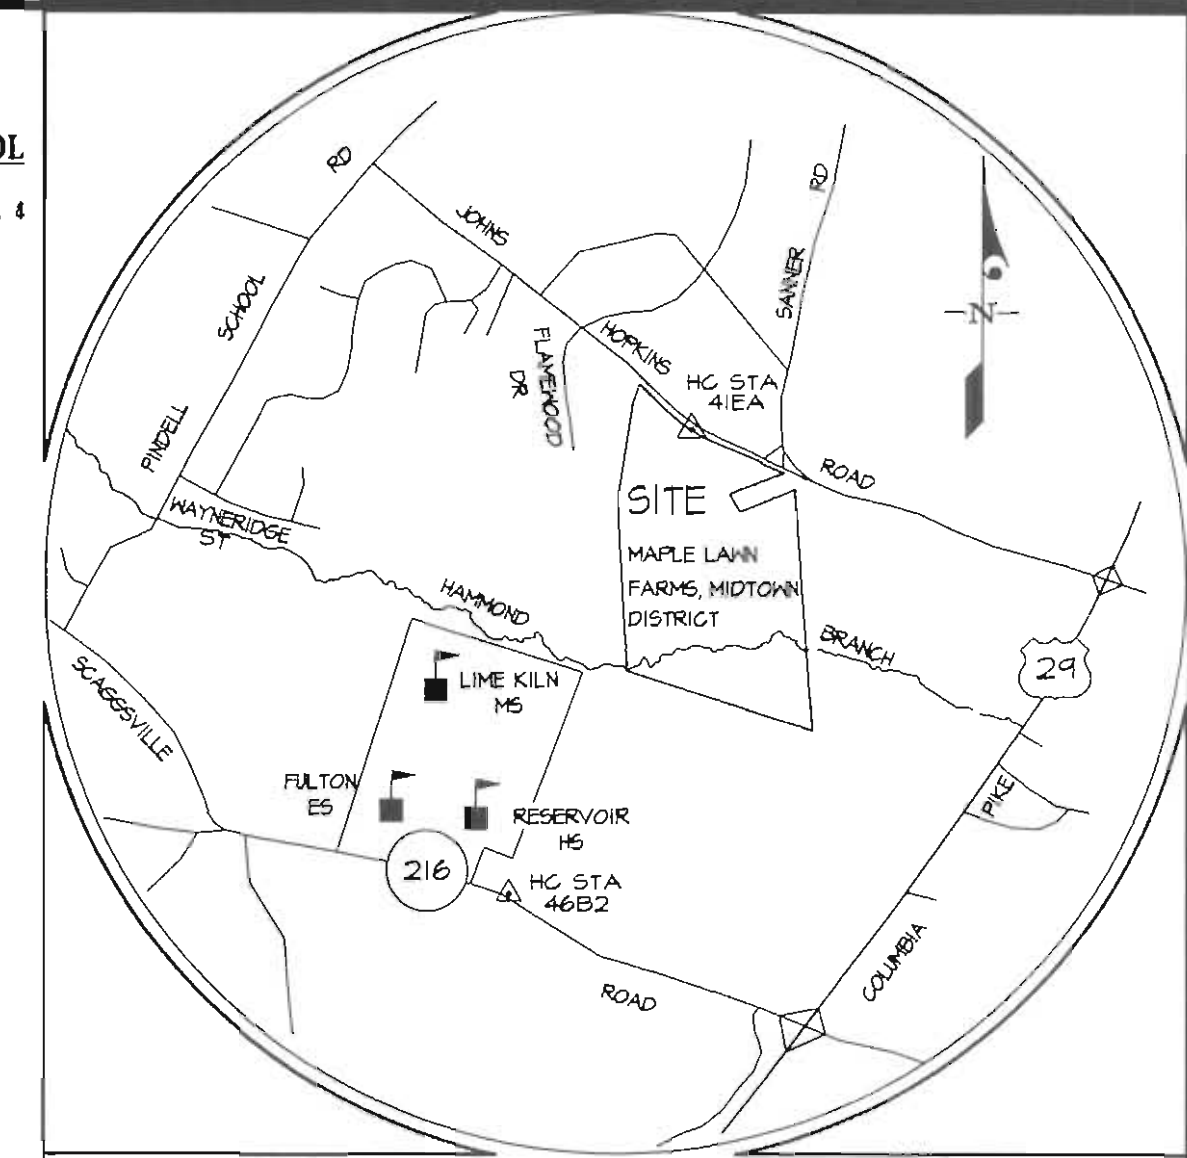 OL
4
RD
JOHNS
SANNER RD
SCHOOL
N
FLAMEWOOD
DR
HOPKINS
HC STA
41EA
PINDELL
ROAD
SITE
WAYNERIDGE
ST
MAPLE LAWN
FARMS, MIDTOWN
DISTRICT
HAMMOND
BRANCH
29
SCAGGSVILLE
LIME KILN
MS
FULTON
ES
PIKE
RESERVOIR
HS
216
HC STA
46B2
COLUMBIA
ROAD